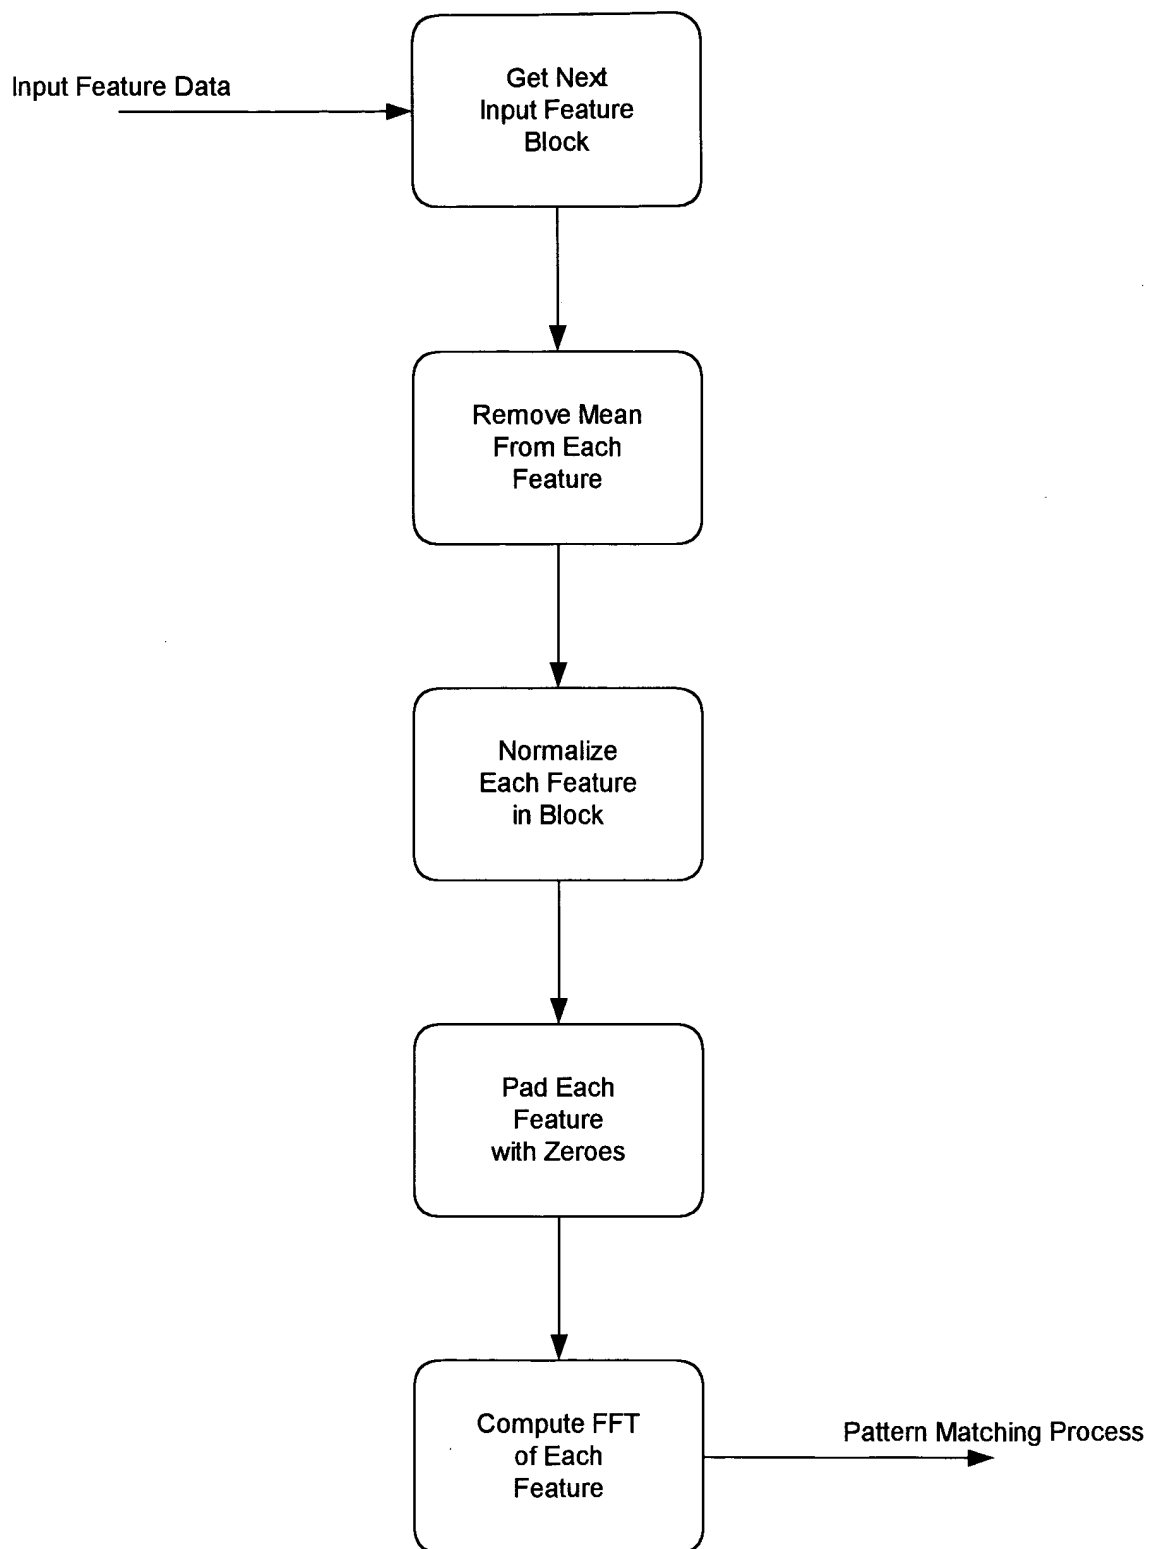 Input Feature Data
Get Next
Input Feature
Block
Remove Mean
From Each
Feature
Normalize
Each Feature
in Block
Pad Each
Feature
with Zeroes
Compute FFT
of Each
Feature
Pattern Matching Process